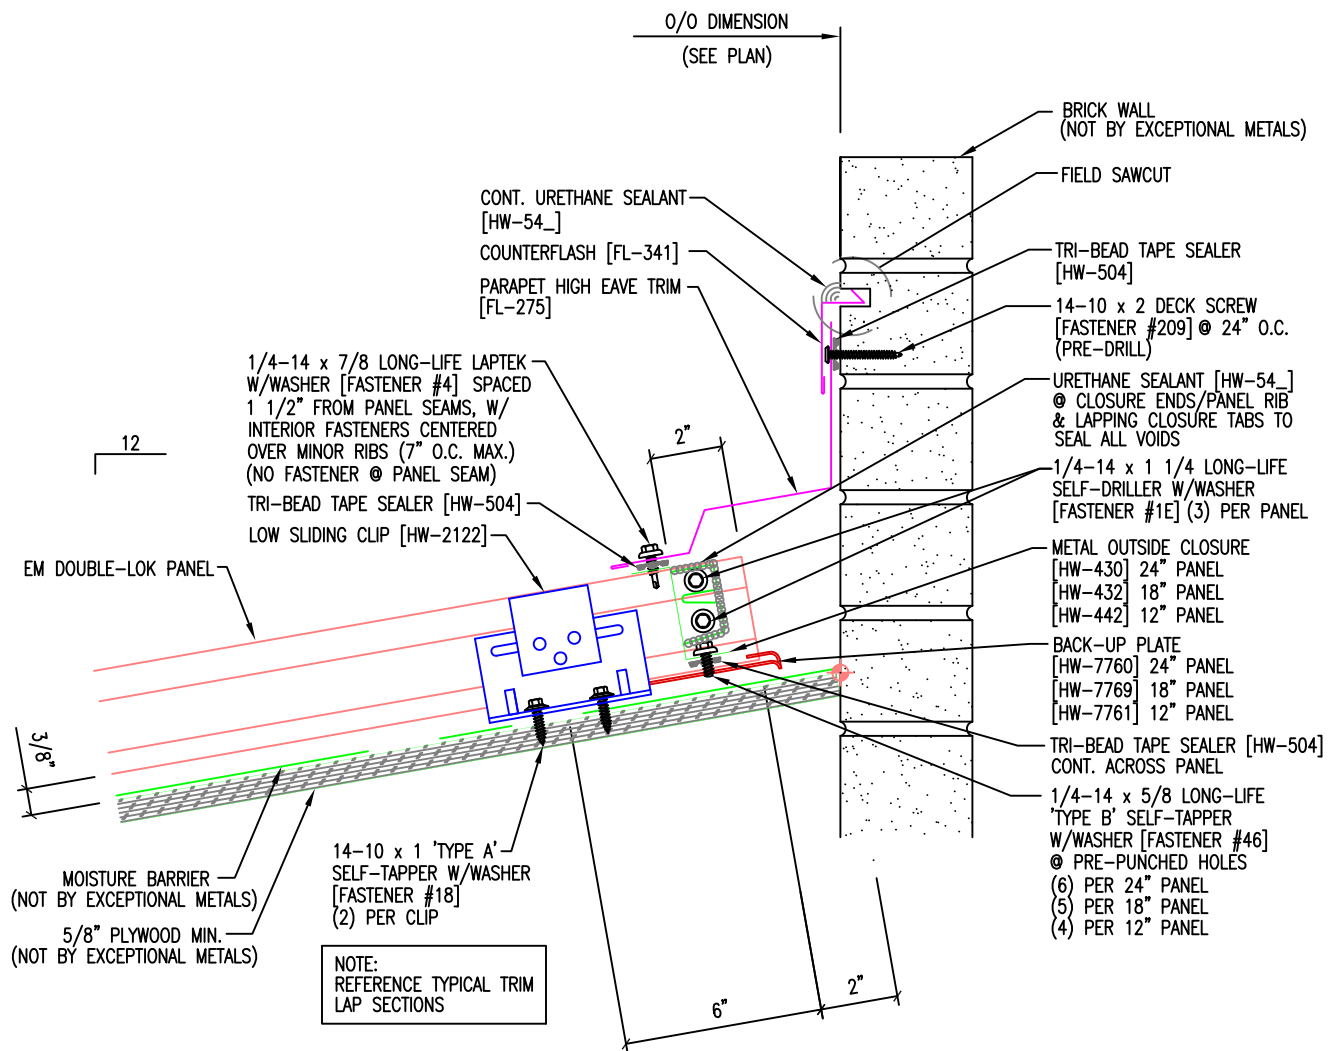 O/O DIMENSION
(SEE PLAN)
BRICK WALL
(NOT BY EXCEPTIONAL METALS)
FIELD SAWCUT
CONT. URETHANE SEALANT
[HW-54_]
COUNTERFLASH [FL-341]
PARAPET HIGH EAVE TRIM
[FL-275]
TRI-BEAD TAPE SEALER
[HW-504]
14-10 x 2 DECK SCREW
[FASTENER #209] @ 24" O.C.
(PRE-DRILL)
1/4-14 x 7/8 LONG-LIFE LAPTEK
W/WASHER [FASTENER #4] SPACED
1 1/2" FROM PANEL SEAMS, W/
INTERIOR FASTENERS CENTERED
OVER MINOR RIBS (7" O.C. MAX.)
(NO FASTENER @ PANEL SEAM)
TRI-BEAD TAPE SEALER [HW-504]
LOW SLIDING CLIP [HW-2122]
2"
12
URETHANE SEALANT [HW-54_]
@ CLOSURE ENDS/PANEL RIB
& LAPPING CLOSURE TABS TO
SEAL ALL VOIDS
1/4-14 x 1 1/4 LONG-LIFE
SELF-DRILLER W/WASHER
[FASTENER #1E] (3) PER PANEL
METAL OUTSIDE CLOSURE
[HW-430] 24" PANEL
[HW-432] 18" PANEL
[HW-442] 12" PANEL
EM DOUBLE-LOK PANEL
BACK-UP PLATE
[HW-7760] 24" PANEL
[HW-7769] 18" PANEL
[HW-7761] 12" PANEL
TRI-BEAD TAPE SEALER [HW-504]
CONT. ACROSS PANEL
1/4-14 x 5/8 LONG-LIFE
'TYPE B' SELF-TAPPER
W/WASHER [FASTENER #46]
@ PRE-PUNCHED HOLES
(6) PER 24" PANEL
(5) PER 18" PANEL
(4) PER 12" PANEL
3/8"
14-10 x 1 'TYPE A'
SELF-TAPPER W/WASHER
[FASTENER #18]
(2) PER CLIP
MOISTURE BARRIER
(NOT BY EXCEPTIONAL METALS)
5/8" PLYWOOD MIN.
(NOT BY EXCEPTIONAL METALS)
NOTE:
REFERENCE TYPICAL TRIM
LAP SECTIONS
6"
2"